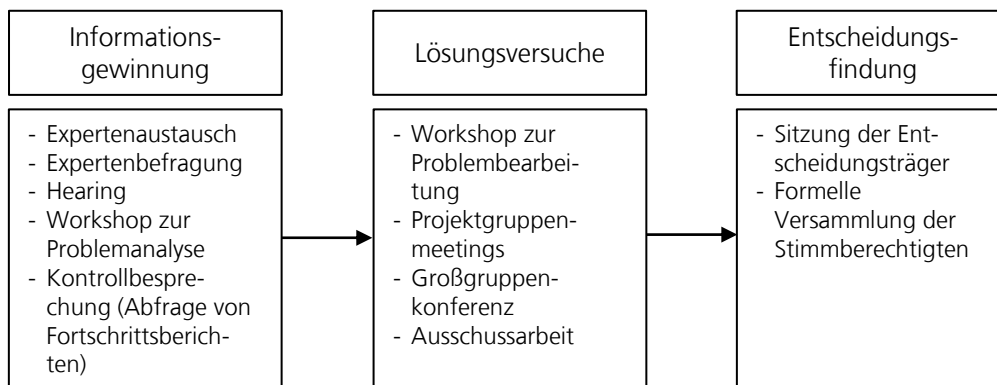 Informations-
gewinnung
Lösungsversuche
Entscheidungs-
findung
- Expertenaustausch
- Expertenbefragung
- Hearing
- Workshop zur
Problemanalyse
- Kontrollbespre-
chung (Abfrage von
Fortschrittsberich-
ten)
- Workshop zur
Problembearbei-
tung
- Projektgruppen-
meetings
- Großgruppen-
konferenz
- Ausschussarbeit
- Sitzung der Ent-
scheidungsträger
- Formelle
Versammlung der
Stimmberechtigten